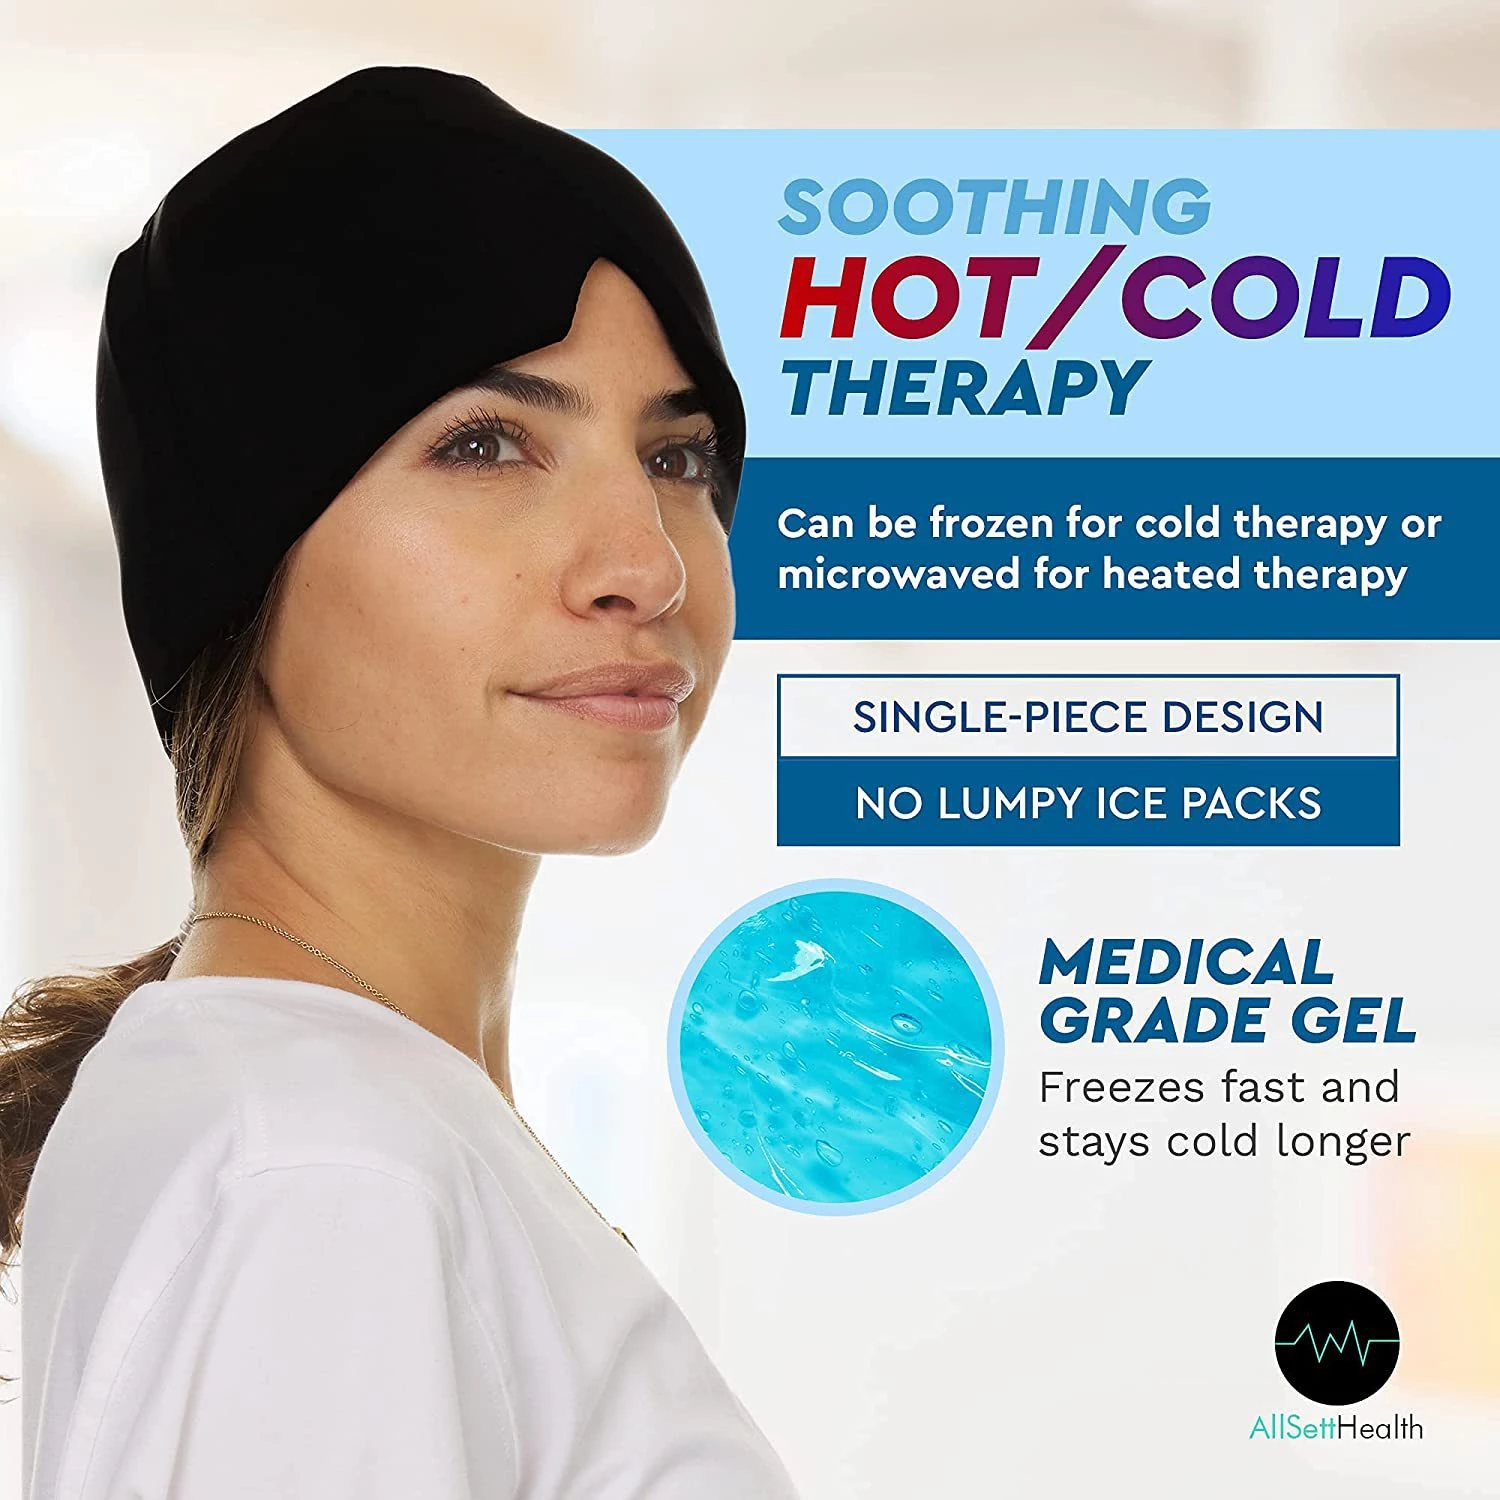 SOOTHING
HOT/COLD
THERAPY
Can be frozen for cold therapy or
microwaved for heated therapy
SINGLE-PIECE DESIGN
NO LUMPY ICE PACKS
MEDICAL
GRADE GEL
Freezes fast and
stays cold longer
AllSettHealth